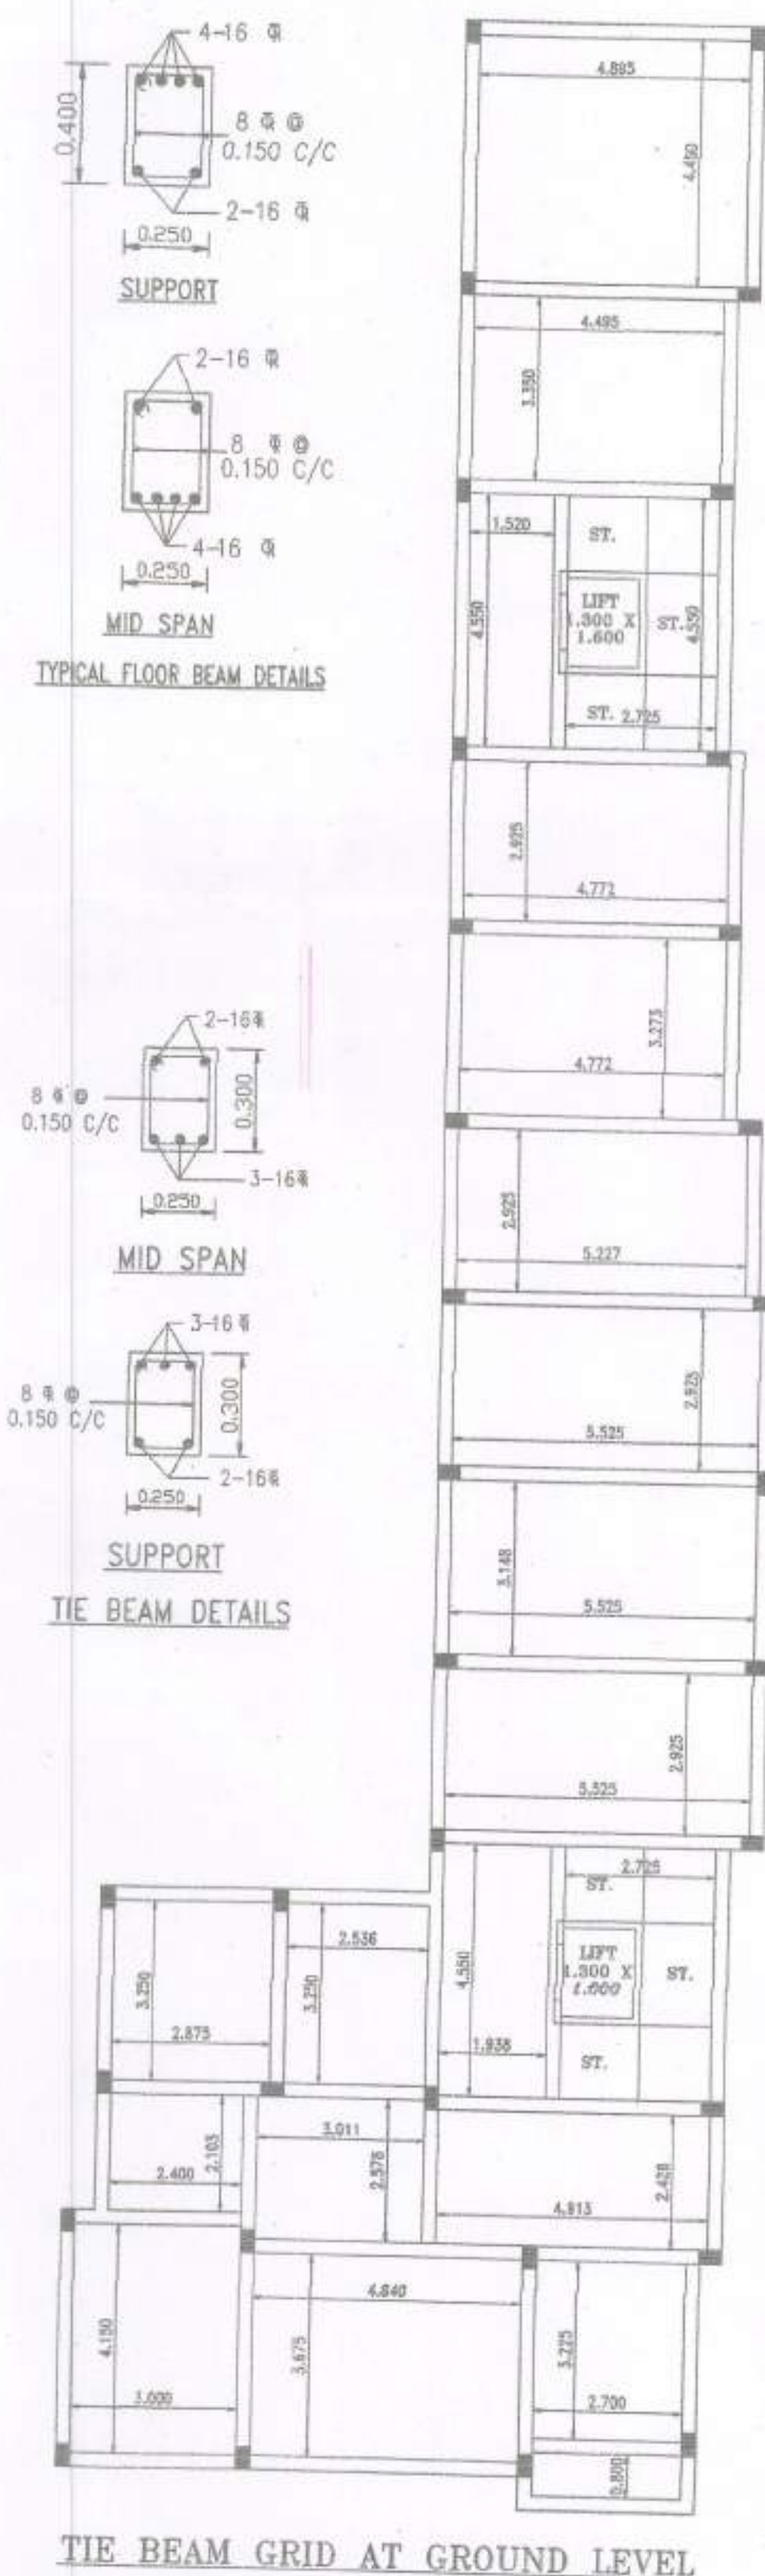 4-16 Φ
0.400
8 Φ @
0.150 C/C
2-16 Φ
0.250
SUPPORT
2-16 Φ
8 Φ @
0.150 C/C
4-16 Φ
0.250
MID SPAN
TYPICAL FLOOR BEAM DETAILS
2-16Φ
8 Φ @
0.150 C/C
0.300
3-16Φ
0.250
MID SPAN
3-16 Φ
8 Φ @
0.150 C/C
0.300
2-16Φ
0.250
SUPPORT
TIE BEAM DETAILS
4.895
4.450
4.495
3.350
1.520
ST.
4.550
LIFT
1.300 X
1.600
ST.
4.550
ST. 2.725
2.925
4.772
3.273
4.772
2.925
5.227
2.925
5.525
3.148
5.525
2.925
5.525
2.725
ST.
4.550
LIFT
1.300 X
1.600
ST.
1.938
ST.
2.536
3.250
3.250
2.875
3.011
2.103
2.400
2.578
2.428
4.913
4.840
4.150
3.675
3.225
3.000
2.700
0.800
TIE BEAM GRID AT GROUND LEVEL